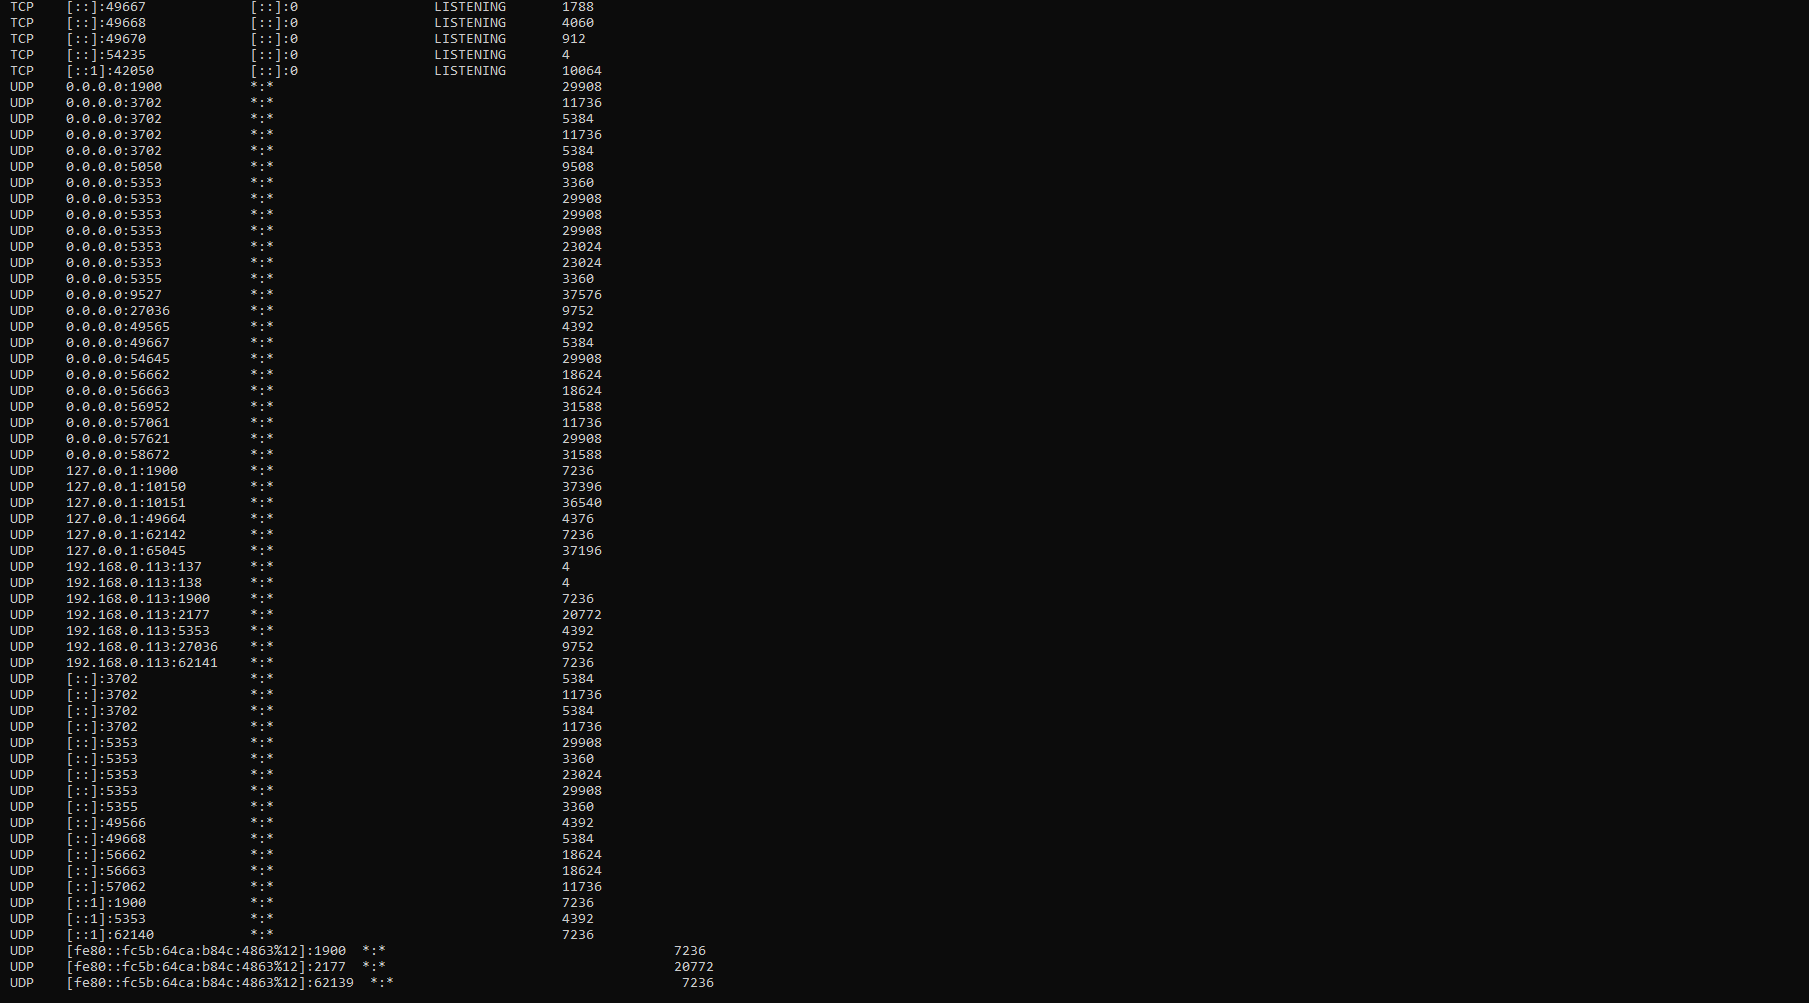 TCP    [::]:49667             [::]:0                 LISTENING       1788
TCP    [::]:49668             [::]:0                 LISTENING       4060
TCP    [::]:49670             [::]:0                 LISTENING       912
TCP    [::]:54235             [::]:0                 LISTENING       4
TCP    [::1]:42050            [::]:0                 LISTENING       10064
UDP    0.0.0.0:1900           *:*                                    29908
UDP    0.0.0.0:3702           *:*                                    11736
UDP    0.0.0.0:3702           *:*                                    5384
UDP    0.0.0.0:3702           *:*                                    11736
UDP    0.0.0.0:3702           *:*                                    5384
UDP    0.0.0.0:5050           *:*                                    9508
UDP    0.0.0.0:5353           *:*                                    3360
UDP    0.0.0.0:5353           *:*                                    29908
UDP    0.0.0.0:5353           *:*                                    29908
UDP    0.0.0.0:5353           *:*                                    29908
UDP    0.0.0.0:5353           *:*                                    23024
UDP    0.0.0.0:5353           *:*                                    23024
UDP    0.0.0.0:5355           *:*                                    3360
UDP    0.0.0.0:9527           *:*                                    37576
UDP    0.0.0.0:27036          *:*                                    9752
UDP    0.0.0.0:49565          *:*                                    4392
UDP    0.0.0.0:49667          *:*                                    5384
UDP    0.0.0.0:54645          *:*                                    29908
UDP    0.0.0.0:56662          *:*                                    18624
UDP    0.0.0.0:56663          *:*                                    18624
UDP    0.0.0.0:56952          *:*                                    31588
UDP    0.0.0.0:57061          *:*                                    11736
UDP    0.0.0.0:57621          *:*                                    29908
UDP    0.0.0.0:58672          *:*                                    31588
UDP    127.0.0.1:1900         *:*                                    7236
UDP    127.0.0.1:10150        *:*                                    37396
UDP    127.0.0.1:10151        *:*                                    36540
UDP    127.0.0.1:49664        *:*                                    4376
UDP    127.0.0.1:62142        *:*                                    7236
UDP    127.0.0.1:65045        *:*                                    37196
UDP    192.168.0.113:137      *:*                                    4
UDP    192.168.0.113:138      *:*                                    4
UDP    192.168.0.113:1900     *:*                                    7236
UDP    192.168.0.113:2177     *:*                                    20772
UDP    192.168.0.113:5353     *:*                                    4392
UDP    192.168.0.113:27036    *:*                                    9752
UDP    192.168.0.113:62141    *:*                                    7236
UDP    [::]:3702              *:*                                    5384
UDP    [::]:3702              *:*                                    11736
UDP    [::]:3702              *:*                                    5384
UDP    [::]:3702              *:*                                    11736
UDP    [::]:5353              *:*                                    29908
UDP    [::]:5353              *:*                                    3360
UDP    [::]:5353              *:*                                    23024
UDP    [::]:5353              *:*                                    29908
UDP    [::]:5355              *:*                                    3360
UDP    [::]:49566             *:*                                    4392
UDP    [::]:49668             *:*                                    5384
UDP    [::]:56662             *:*                                    18624
UDP    [::]:56663             *:*                                    18624
UDP    [::]:57062             *:*                                    11736
UDP    [::1]:1900             *:*                                    7236
UDP    [::1]:5353             *:*                                    4392
UDP    [::1]:62140            *:*                                    7236
UDP    [fe80::fc5b:64ca:b84c:4863%12]:1900  *:*                                    7236
UDP    [fe80::fc5b:64ca:b84c:4863%12]:2177  *:*                                    20772
UDP    [fe80::fc5b:64ca:b84c:4863%12]:62139  *:*                                    7236